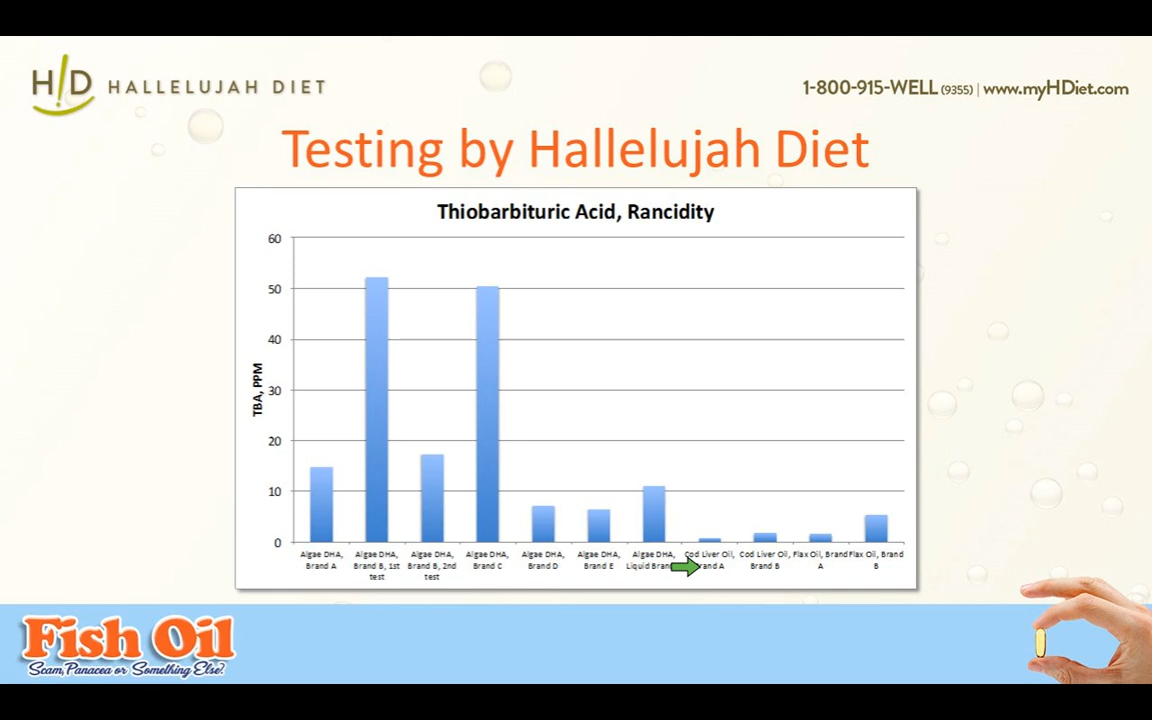 H!D HALLELUJAH DIET
1-800-915-WELL (9355) | www.myHDiet.com
Testing by Hallelujah Diet
Thiobarbituric Acid, Rancidity
TBA, PPM
60
50
40
30
20
10
0
Algae DHA, Brand A
Algae DHA, Brand B, 1st test
Algae DHA, Brand B, 2nd test
Algae DHA, Brand C
Algae DHA, Brand D
Algae DHA, Brand E
Algae DHA, Liquid
Cod Liver Oil, A
Cod Liver Oil, Brand B
Flax Oil, Brand A
Flax Oil, Brand B
Fish Oil
Scam, Panacea or Something Else?